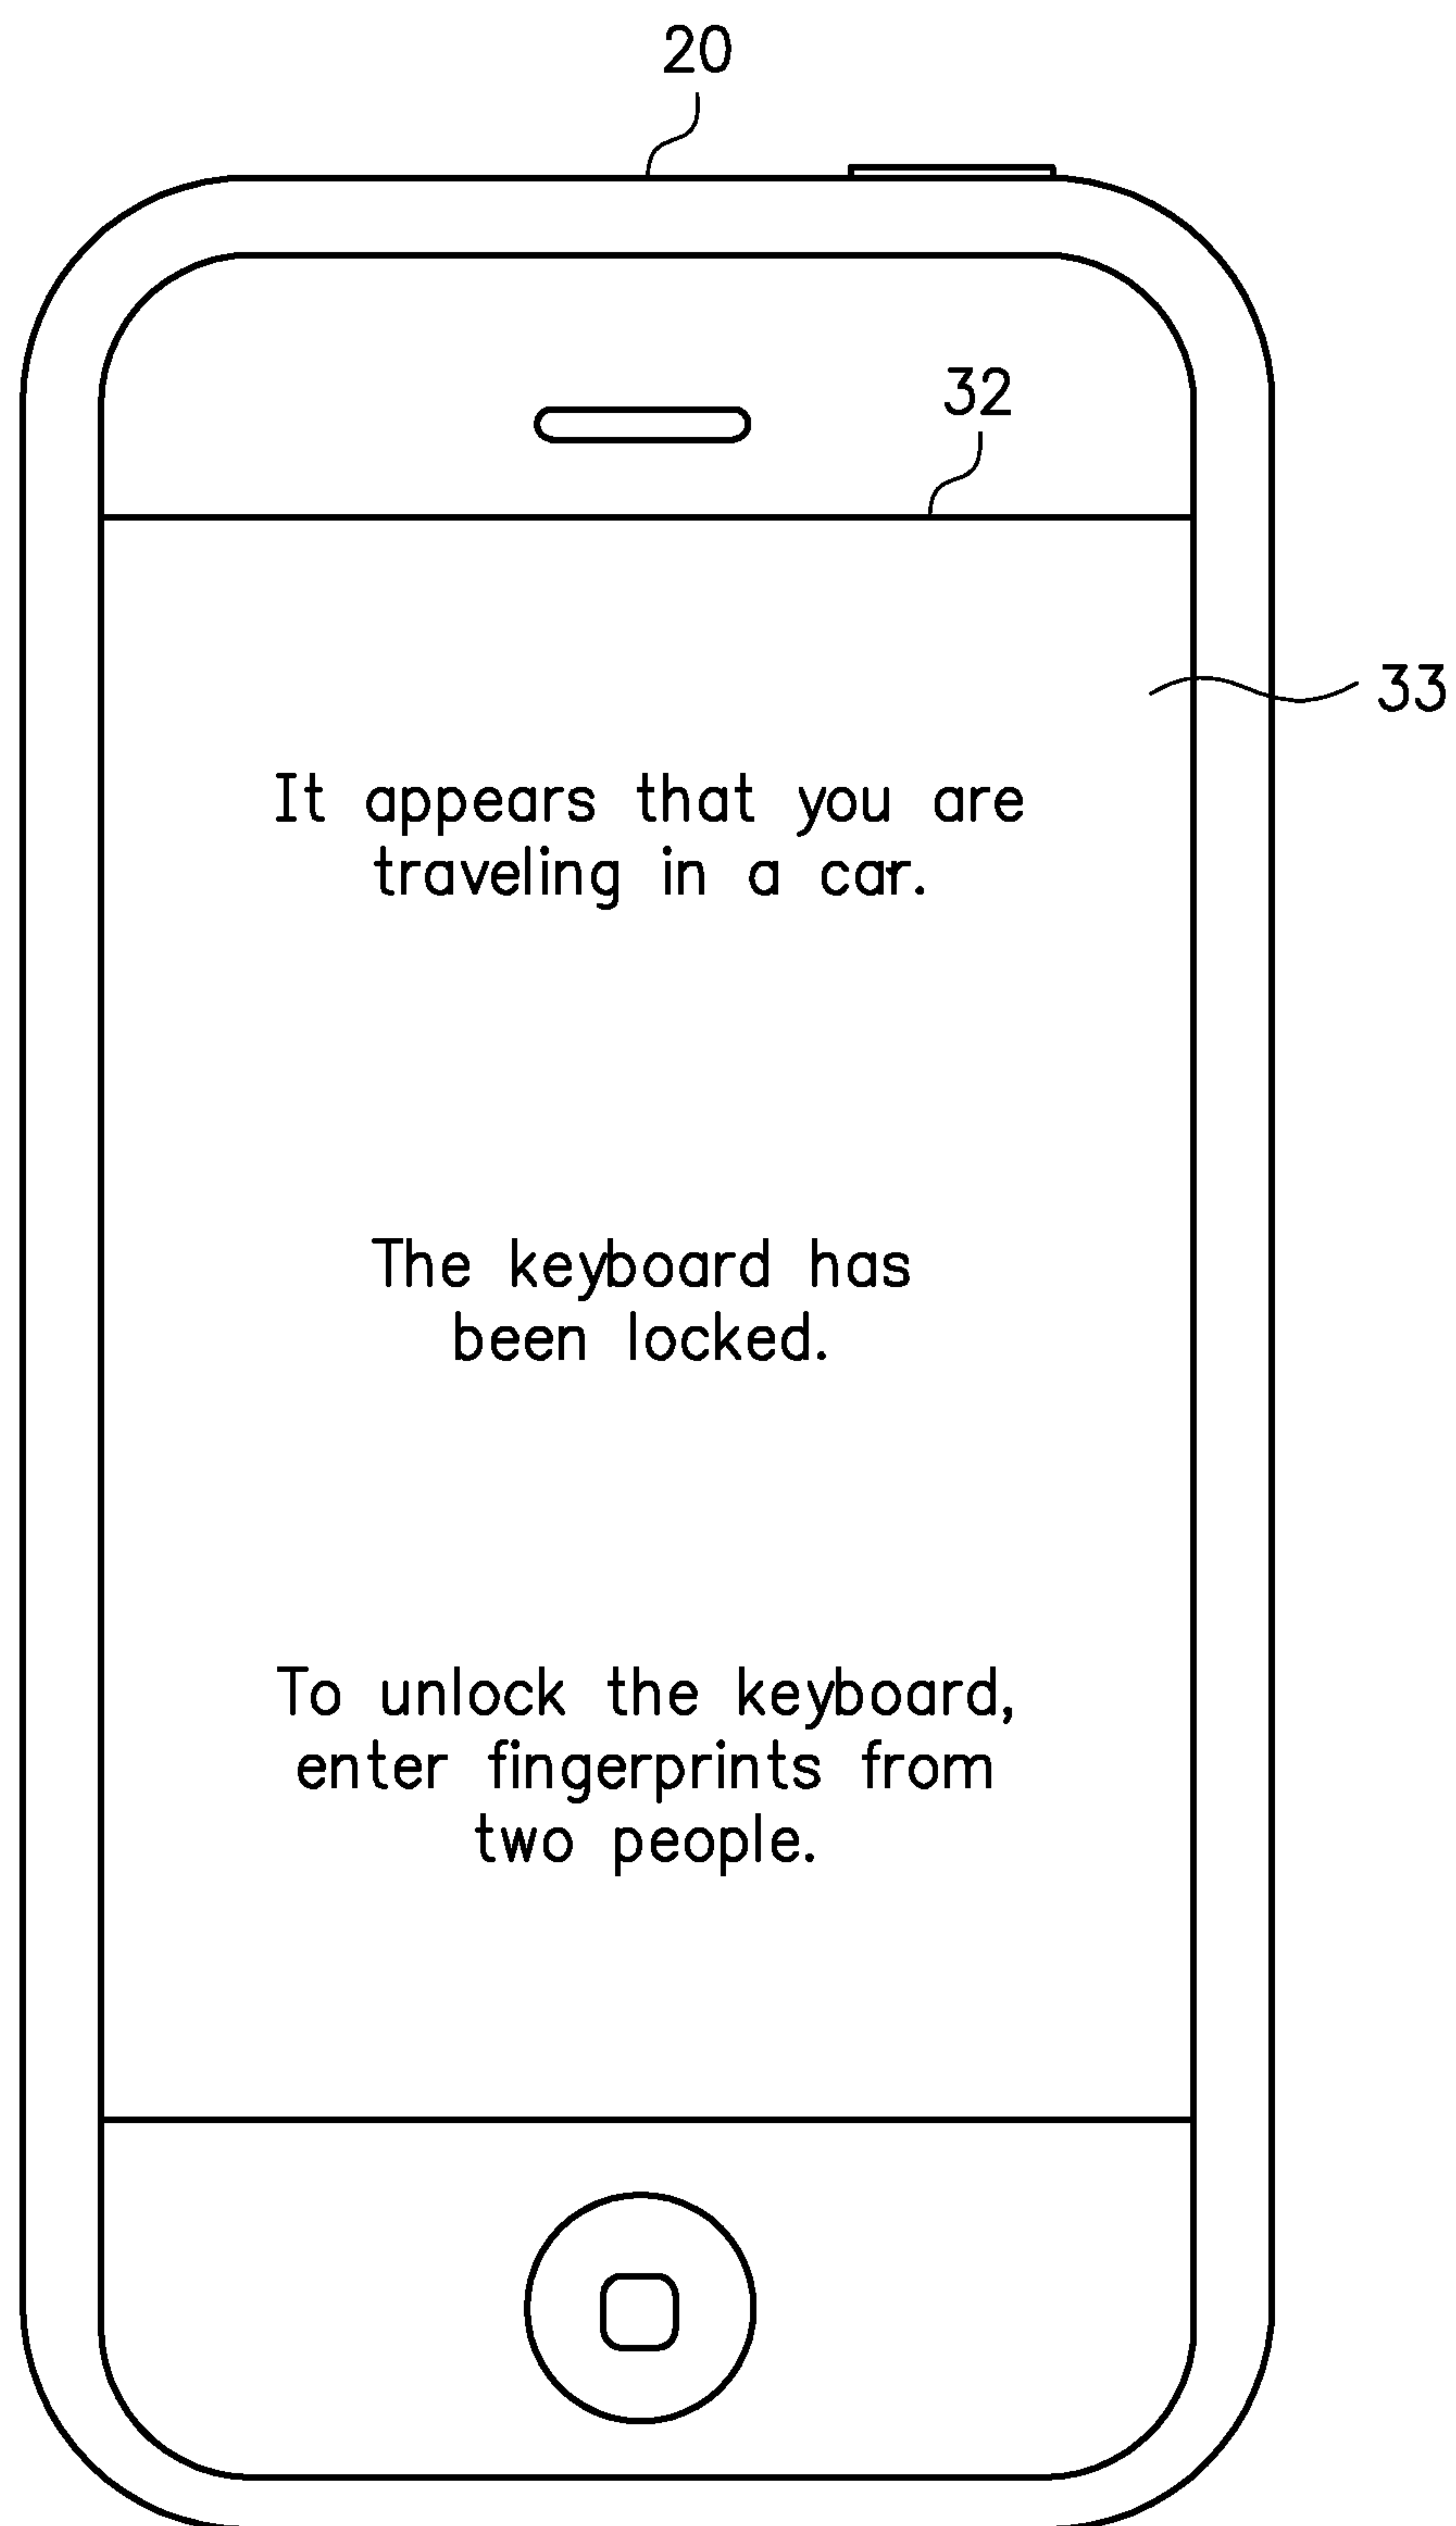 20
32
33
It appears that you are
traveling in a car.
The keyboard has
been locked.
To unlock the keyboard,
enter fingerprints from
two people.